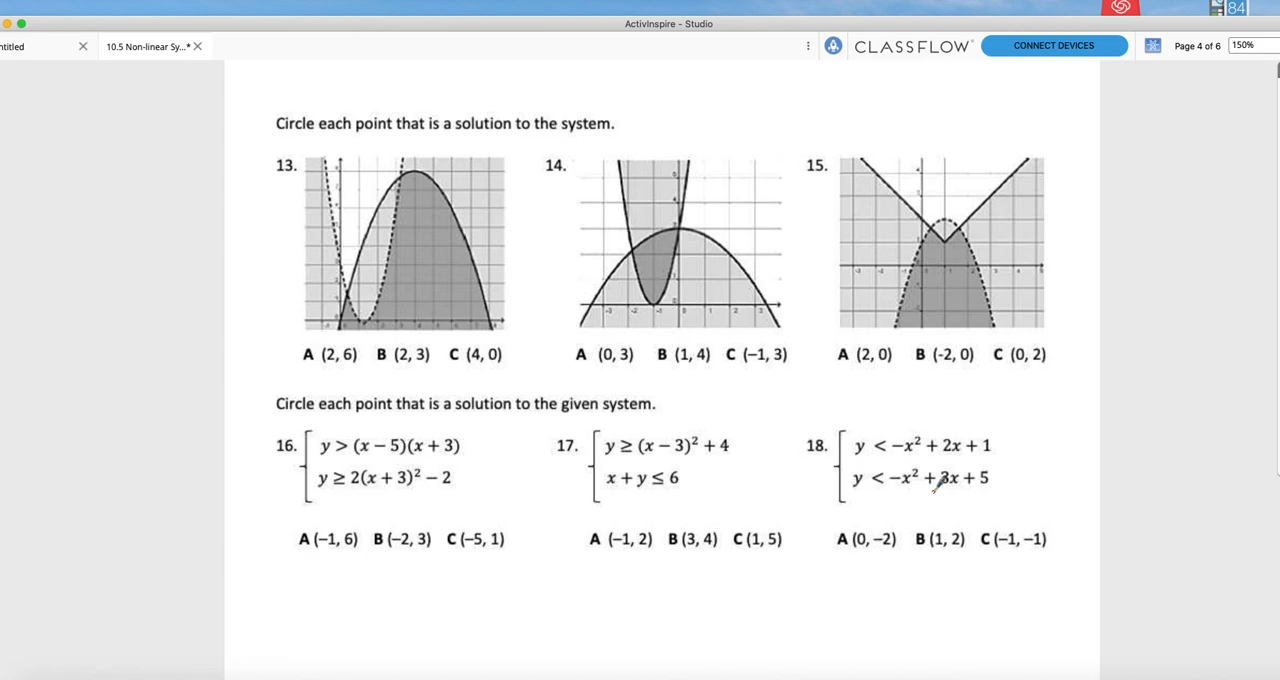 84
ActivInspire - Studio
ntitled
10.5 Non-linear Sy...*
CLASSFLOW
CONNECT DEVICES
Page 4 of 6
150%
Circle each point that is a solution to the system.
13. 14. 15.
A (2, 6) B (2, 3) C (4, 0)
A (0, 3) B (1, 4) C (−1, 3)
A (2, 0) B (-2, 0) C (0, 2)
Circle each point that is a solution to the given system.
16. y > (x − 5)(x + 3)
y ≥ 2(x + 3)² − 2
A (−1, 6) B (−2, 3) C (−5, 1)
17. y ≥ (x − 3)² + 4
x + y ≤ 6
A (−1, 2) B (3, 4) C (1, 5)
18. y < −x² + 2x + 1
y < −x² + 3x + 5
A (0, −2) B (1, 2) C (−1, −1)